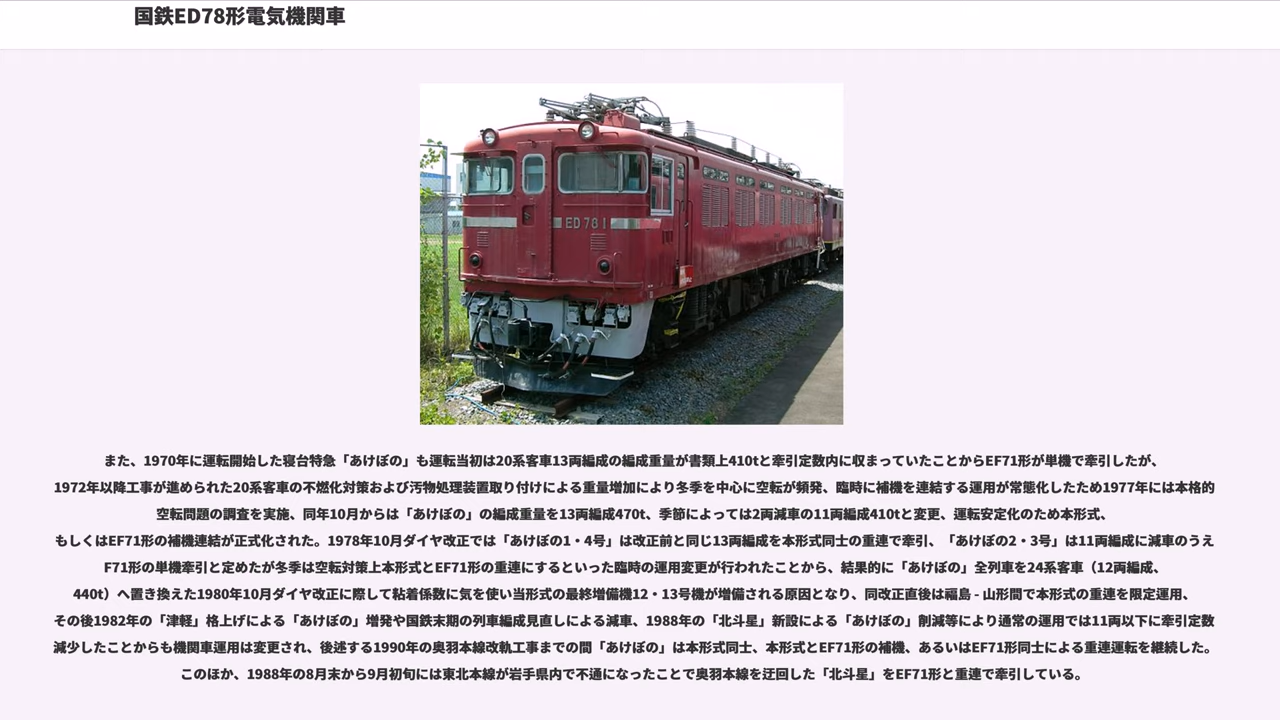 国鉄ED78形電気機関車
ED 78 1
また、1970年に運転開始した寝台特急「あけぼの」も運転当初は20系客車13両編成の編成重量が書類上410tと牽引定数内に収まっていたことからEF71形が単機で牽引したが、
1972年以降工事が進められた20系客車の不燃化対策および汚物処理装置取り付けによる重量増加により冬季を中心に空転が頻発、臨時に補機を連結する運用が常態化したため1977年には本格的
空転問題の調査を実施、同年10月からは「あけぼの」の編成重量を13両編成470t、季節によっては2両減車の11両編成410tと変更、運転安定化のため本形式、
もしくはEF71形の補機連結が正式化された。1978年10月ダイヤ改正では「あけぼの1・4号」は改正前と同じ13両編成を本形式同士の重連で牽引、「あけぼの2・3号」は11両編成に減車のうえ
F71形の単機牽引と定めたが冬季は空転対策上本形式とEF71形の重連にするといった臨時の運用変更が行われたことから、結果的に「あけぼの」全列車を24系客車（12両編成、
440t）へ置き換えた1980年10月ダイヤ改正に際して粘着係数に気を使い当形式の最終増備機12・13号機が増備される原因となり、同改正直後は福島 - 山形間で本形式の重連を限定運用、
その後1982年の「津軽」格上げによる「あけぼの」増発や国鉄末期の列車編成見直しによる減車、1988年の「北斗星」新設による「あけぼの」削減等により通常の運用では11両以下に牽引定数
減少したことからも機関車運用は変更され、後述する1990年の奥羽本線改軌工事までの間「あけぼの」は本形式同士、本形式とEF71形の補機、あるいはEF71形同士による重連運転を継続した。
このほか、1988年の8月末から9月初旬には東北本線が岩手県内で不通になったことで奥羽本線を迂回した「北斗星」をEF71形と重連で牽引している。